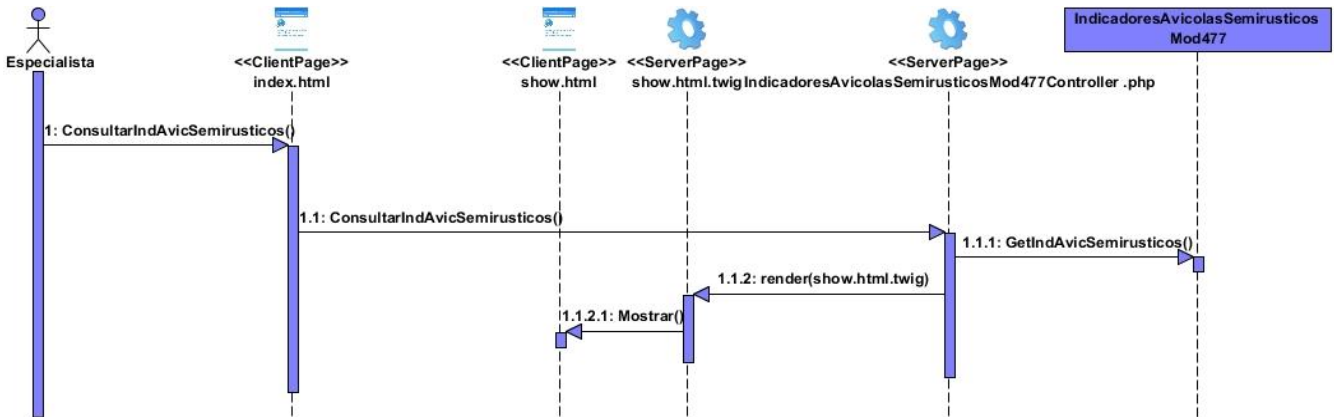 IndicadoresAvicolasSemirusticos
Mod477
Especialista
<<ClientPage>>
index.html
<<ClientPage>>
show.html
<<ServerPage>>
show.html.twig
<<ServerPage>>
IndicadoresAvicolasSemirusticosMod477Controller .php
1: ConsultarIndAvicSemirusticos()
1.1: ConsultarIndAvicSemirusticos()
1.1.1: GetIndAvicSemirusticos()
1.1.2: render(show.html.twig)
1.1.2.1: Mostrar()